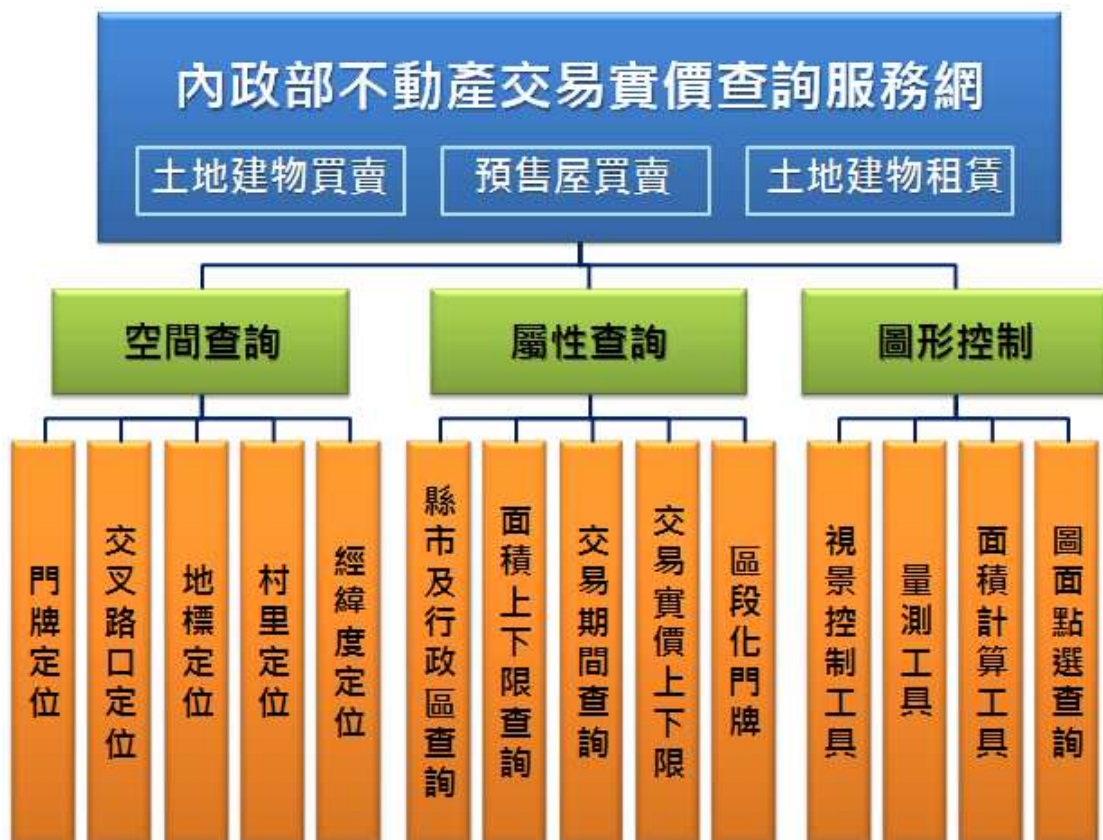 內政部不動產交易實價查詢服務網
土地建物買賣
預售屋買賣
土地建物租賃
空間查詢
屬性查詢
圖形控制
門牌定位
交叉路口定位
地標定位
村里定位
經緯度定位
縣市及行政區查詢
面積上下限查詢
交易期間查詢
交易實價上下限
區段化門牌
視景控制工具
量測工具
面積計算工具
圖面點選查詢